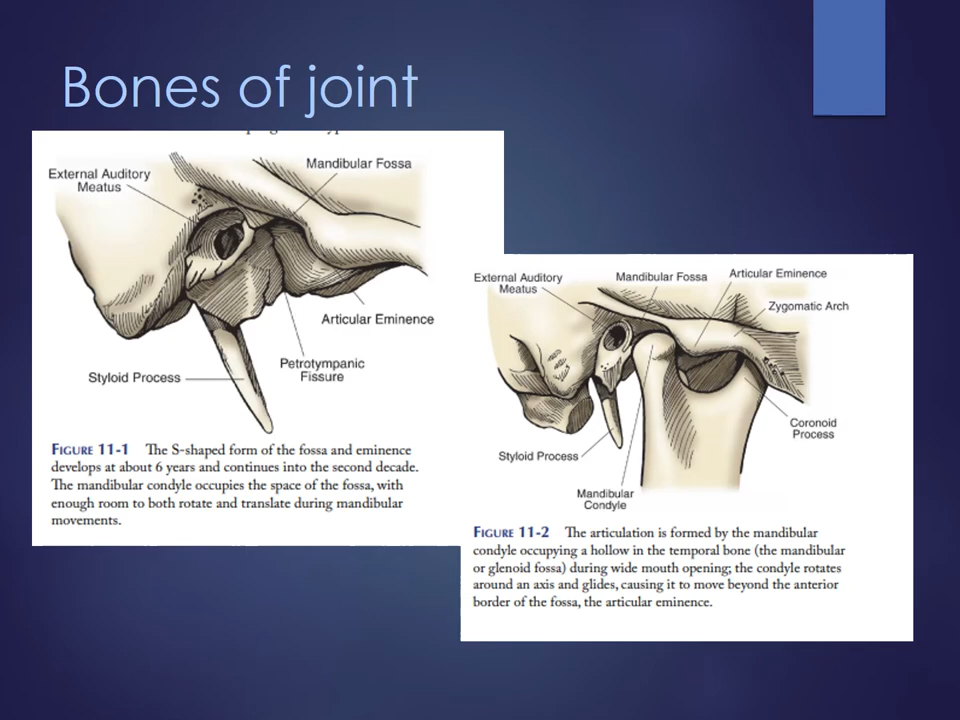 Bones of joint
External Auditory
Meatus
Mandibular Fossa
Articular Eminence
Petrotympanic
Fissure
Styloid Process
FIGURE 11-1 The S-shaped form of the fossa and eminence
develops at about 6 years and continues into the second decade.
The mandibular condyle occupies the space of the fossa, with
enough room to both rotate and translate during mandibular
movements.
External Auditory
Meatus
Mandibular Fossa
Articular Eminence
Zygomatic Arch
Coronoid
Process
Styloid Process
Mandibular
Condyle
FIGURE 11-2 The articulation is formed by the mandibular
condyle occupying a hollow in the temporal bone (the mandibular
or glenoid fossa) during wide mouth opening; the condyle rotates
around an axis and glides, causing it to move beyond the anterior
border of the fossa, the articular eminence.